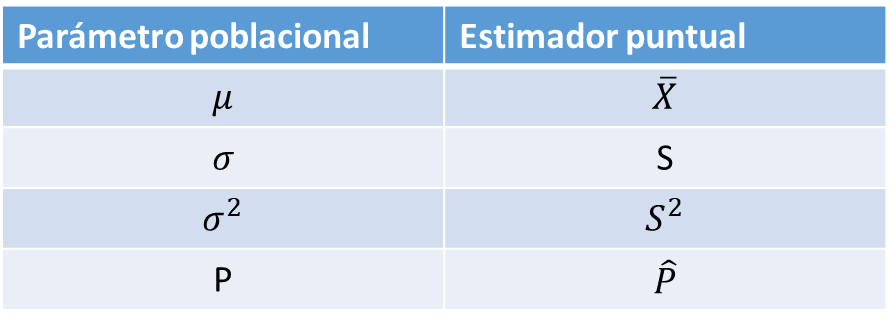 Parámetro poblacional Estimador puntual
μ X̄
σ S
σ² S²
P P̂